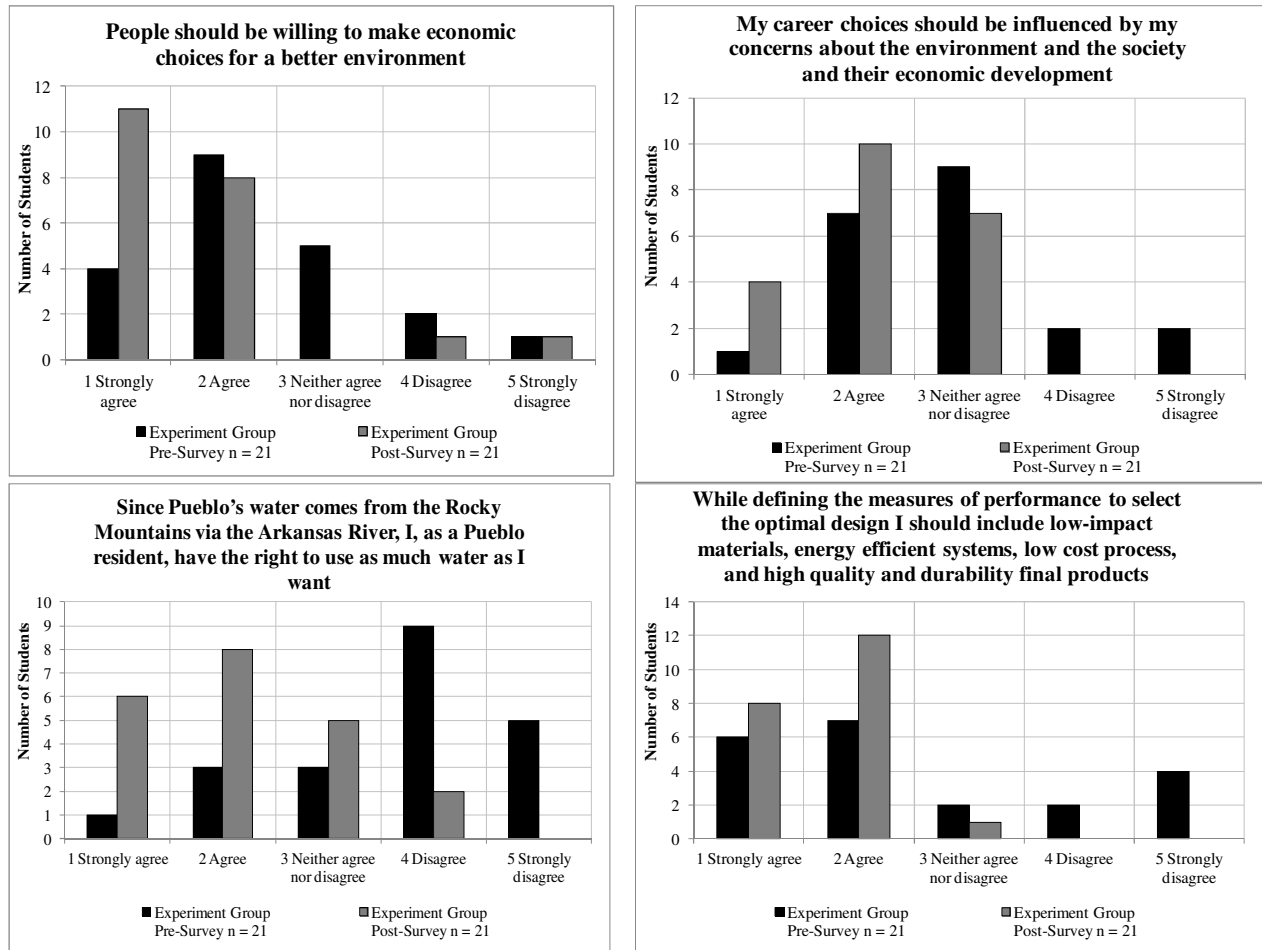 People should be willing to make economic
choices for a better environment
12
10
8
6
4
2
0
Number of Students
1 Strongly
agree
2 Agree
3 Neither agree
nor disagree
4 Disagree
5 Strongly
disagree
Experiment Group
Pre-Survey n = 21
Experiment Group
Post-Survey n = 21
My career choices should be influenced by my
concerns about the environment and the society
and their economic development
12
10
8
6
4
2
0
Number of Students
1 Strongly
agree
2 Agree
3 Neither agree
nor disagree
4 Disagree
5 Strongly
disagree
Experiment Group
Pre-Survey n = 21
Experiment Group
Post-Survey n = 21
Since Pueblo's water comes from the Rocky
Mountains via the Arkansas River, I, as a Pueblo
resident, have the right to use as much water as I
want
10
9
8
7
6
5
4
3
2
1
0
Number of Students
1 Strongly agree
2 Agree
3 Neither agree
nor disagree
4 Disagree
5 Strongly
disagree
Experiment Group
Pre-Survey n = 21
Experiment Group
Post-Survey n = 21
While defining the measures of performance to select
the optimal design I should include low-impact
materials, energy efficient systems, low cost process,
and high quality and durability final products
14
12
10
8
6
4
2
0
Number of Students
1 Strongly agree
2 Agree
3 Neither agree
nor disagree
4 Disagree
5 Strongly
disagree
Experiment Group
Pre-Survey n = 21
Experiment Group
Post-Survey n = 21